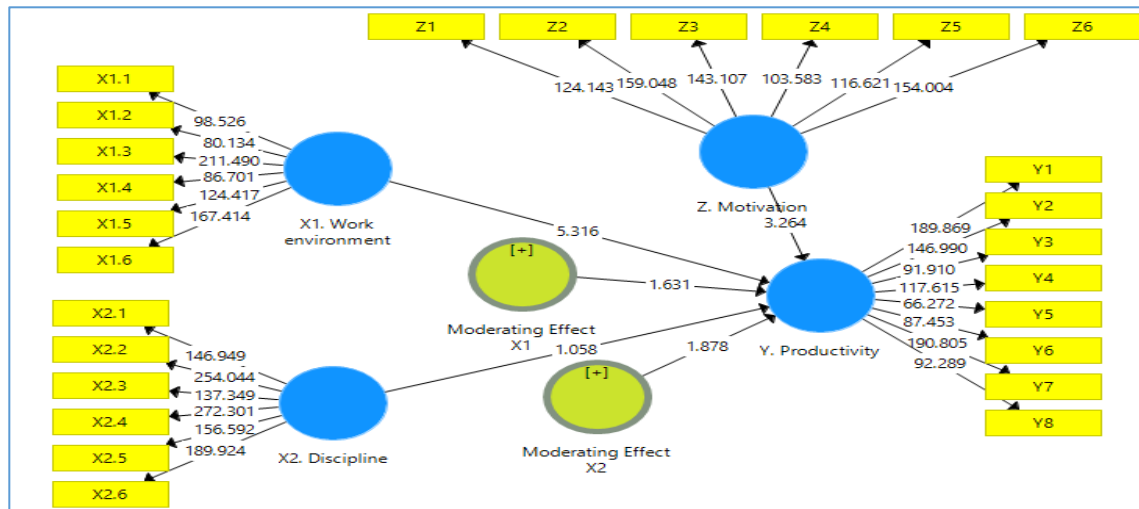 Z1
Z2
Z3
Z4
Z5
Z6
124.143
159.048
143.107
103.583
116.621
154.004
Z. Motivation
3.264
X1.1
X1.2
X1.3
X1.4
X1.5
X1.6
98.526
80.134
211.490
86.701
124.417
167.414
X1. Work
environment
5.316
[+]
Moderating Effect
X1
1.631
X2.1
X2.2
X2.3
X2.4
X2.5
X2.6
146.949
254.044
137.349
272.301
156.592
189.924
X2. Discipline
1.058
[+]
Moderating Effect
X2
1.878
Y. Productivity
189.869
146.990
91.910
117.615
66.272
87.453
190.805
92.289
Y1
Y2
Y3
Y4
Y5
Y6
Y7
Y8